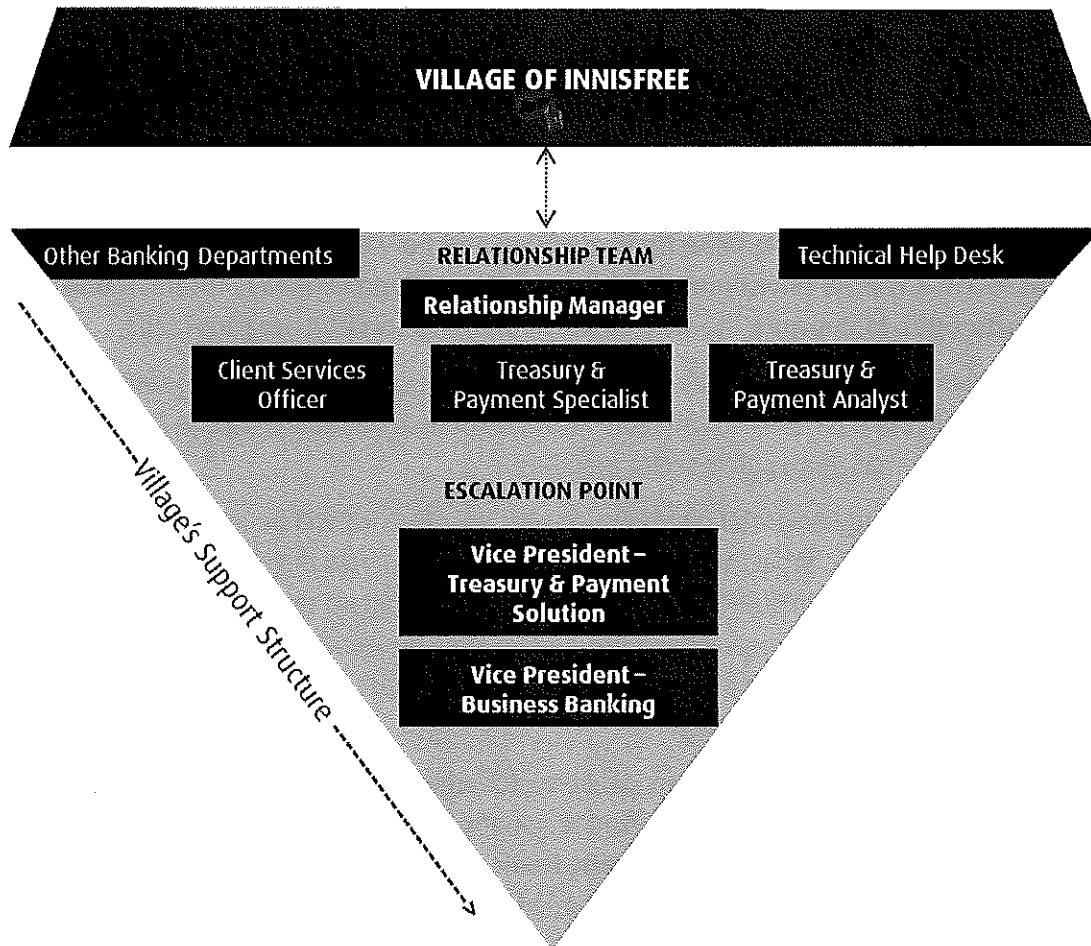 VILLAGE OF INNISFREE
Other Banking Departments
RELATIONSHIP TEAM
Technical Help Desk
Relationship Manager
Client Services
Officer
Treasury &
Payment Specialist
Treasury &
Payment Analyst
Village's Support Structure
ESCALATION POINT
Vice President –
Treasury & Payment
Solution
Vice President –
Business Banking